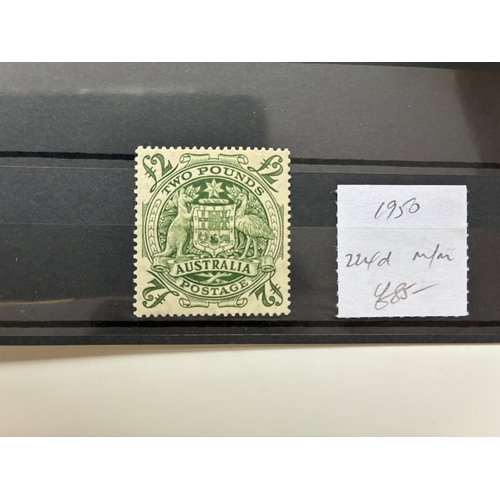 £2 £2
TWO POUNDS
AUSTRALIA
POSTAGE
£2 £2
1950
224d m/m
£85-